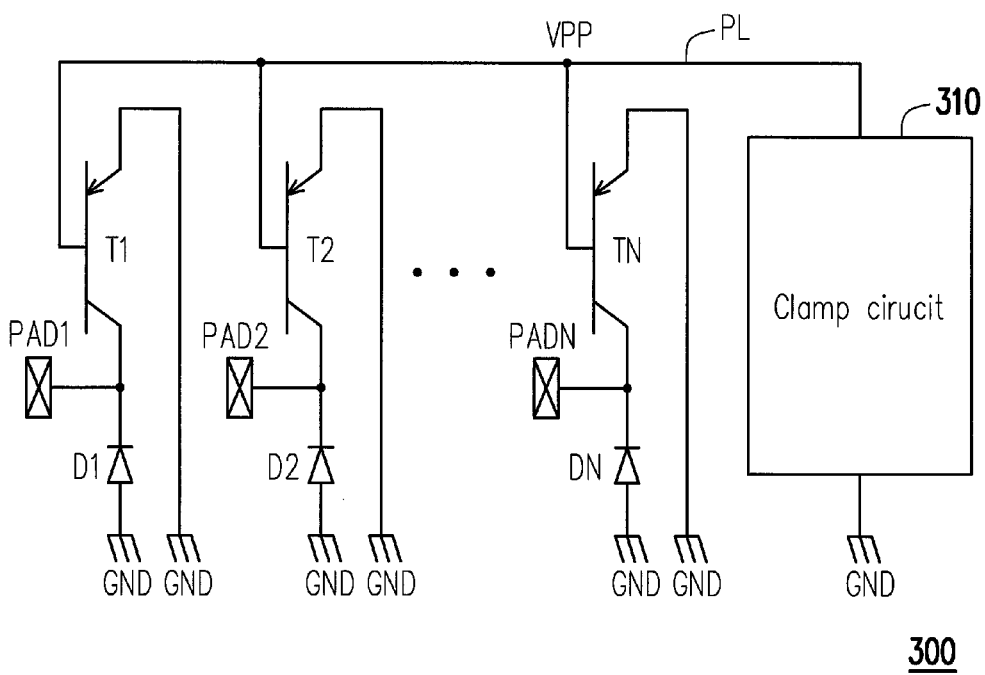 VPP
PL
310
T1
T2
TN
Clamp cirucit
PAD1
PAD2
PADN
D1
D2
DN
GND
GND
GND
GND
GND
GND
GND
300